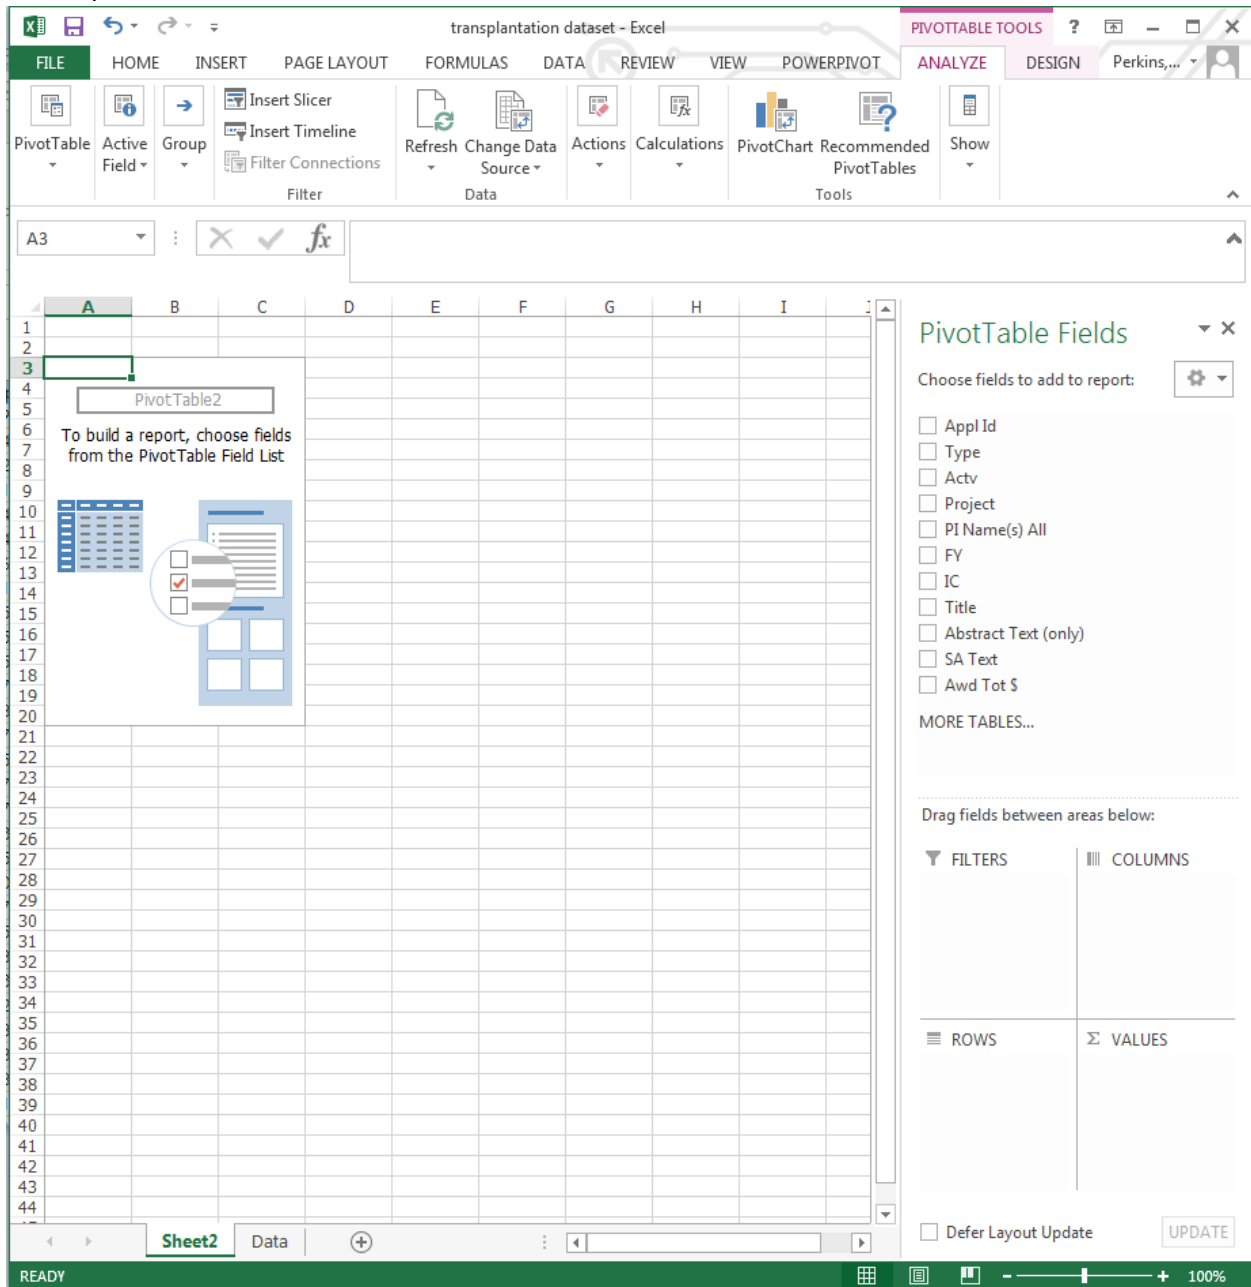 transplantation dataset - Excel
PIVOTTABLE TOOLS
?
FILE HOME INSERT PAGE LAYOUT FORMULAS DATA REVIEW VIEW POWERPIVOT ANALYZE DESIGN Perkins,...
PivotTable
Active Field
Group
Insert Slicer
Insert Timeline
Filter Connections
Filter
Refresh
Change Data Source
Data
Actions
Calculations
PivotChart
Recommended PivotTables
Tools
Show
A3
fx
A B C D E F G H I
1
2
3
4
5
6
7
8
9
10
11
12
13
14
15
16
17
18
19
20
21
22
23
24
25
26
27
28
29
30
31
32
33
34
35
36
37
38
39
40
41
42
43
44
PivotTable2
To build a report, choose fields
from the PivotTable Field List
PivotTable Fields
Choose fields to add to report:
Appl Id
Type
Actv
Project
PI Name(s) All
FY
IC
Title
Abstract Text (only)
SA Text
Awd Tot $
MORE TABLES...
Drag fields between areas below:
FILTERS
COLUMNS
ROWS
Σ VALUES
Defer Layout Update
UPDATE
Sheet2 Data
READY
100%